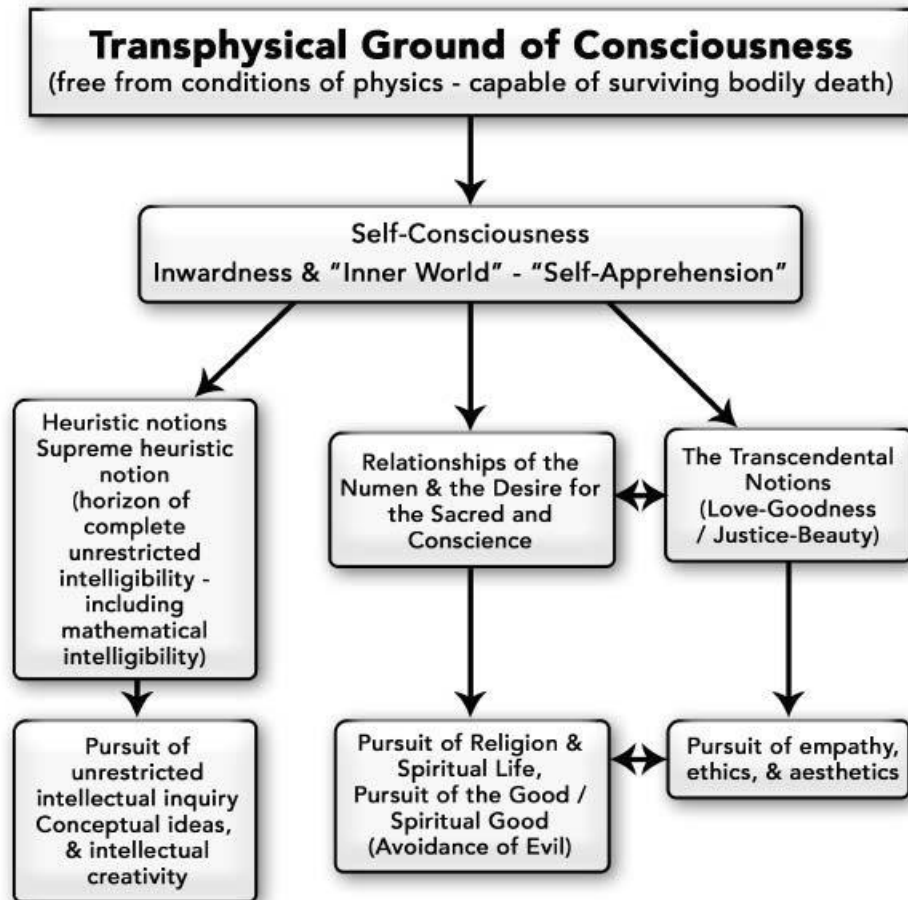 Transphysical Ground of Consciousness
(free from conditions of physics - capable of surviving bodily death)
Self-Consciousness
Inwardness & "Inner World" - "Self-Apprehension"
Heuristic notions
Supreme heuristic
notion
(horizon of
complete
unrestricted
intelligibility -
including
mathematical
intelligibility)
Relationships of the
Numen & the Desire for
the Sacred and
Conscience
The Transcendental
Notions
(Love-Goodness
/ Justice-Beauty)
Pursuit of
unrestricted
intellectual inquiry
Conceptual ideas,
& intellectual
creativity
Pursuit of Religion &
Spiritual Life,
Pursuit of the Good /
Spiritual Good
(Avoidance of Evil)
Pursuit of empathy,
ethics, & aesthetics